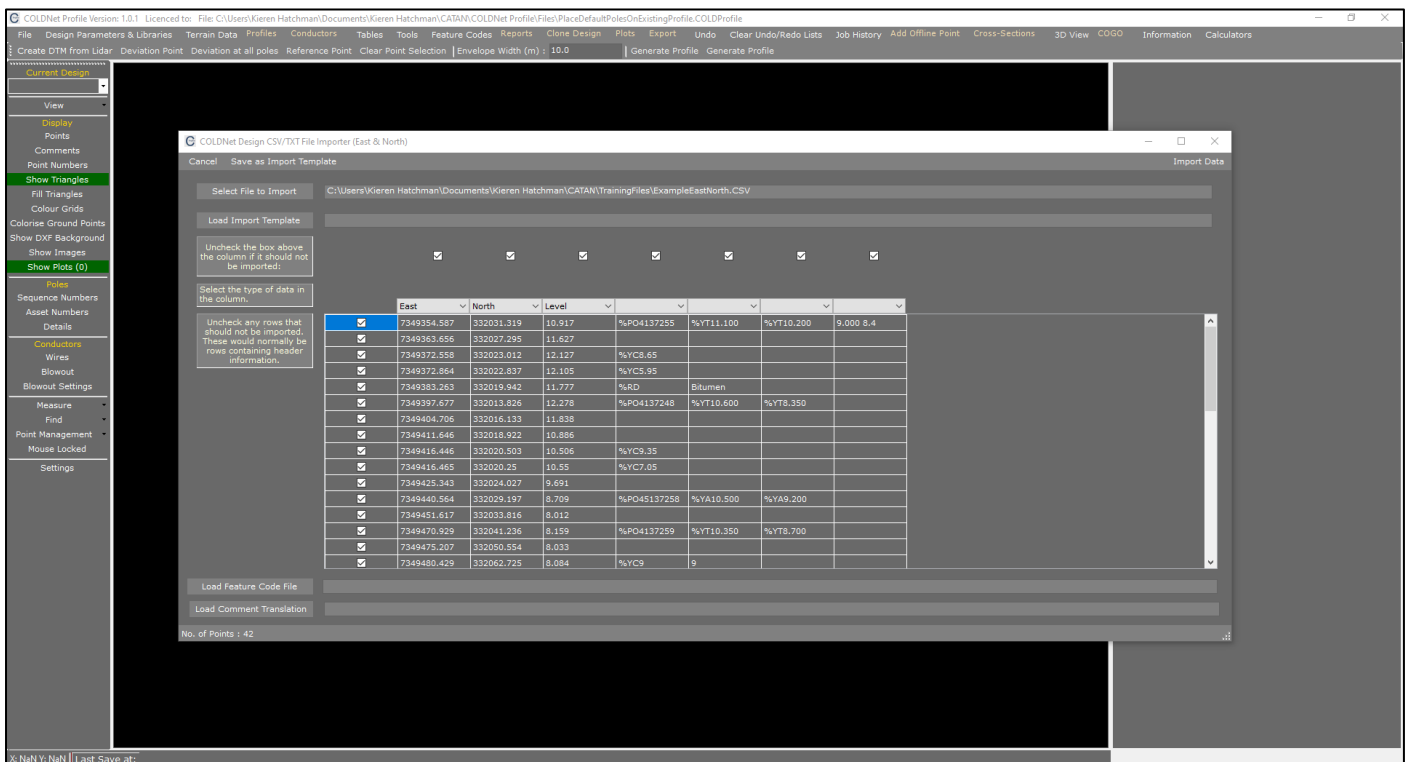 COLDNet Profile Version: 1.0.1 Licenced to: File: C:\Users\Kieren Hatchman\Documents\Kieren Hatchman\CATAN\COLDNet Profile\Files\PlaceDefaultPolesOnExistingProfile.COLDProfile
File Design Parameters & Libraries Terrain Data Profiles Conductors Tables Tools Feature Codes Reports Clone Design Plots Export Undo Clear Undo/Redo Lists Job History Add Offline Point Cross-Sections 3D View COGO Information Calculators
Create DTM from Lidar Deviation Point Deviation at all poles Reference Point Clear Point Selection | Envelope Width (m) : 10.0 | Generate Profile Generate Profile
Current Design
View
Display
Points
Comments
Point Numbers
Show Triangles
Fill Triangles
Colour Grids
Colorise Ground Points
Show DXF Background
Show Images
Show Plots (0)
Poles
Sequence Numbers
Asset Numbers
Details
Conductors
Wires
Blowout
Blowout Settings
Measure
Find
Point Management
Mouse Locked
Settings
COLDNet Design CSV/TXT File Importer (East & North)
Cancel Save as Import Template Import Data
Select File to Import C:\Users\Kieren Hatchman\Documents\Kieren Hatchman\CATAN\TrainingFiles\ExampleEastNorth.CSV
Load Import Template
Uncheck the box above
the column if it should not
be imported:
Select the type of data in
the column.
East North Level
Uncheck any rows that
should not be imported.
These would normally be
rows containing header
information.
7349354.587 332031.319 10.917 %PO4137255 %YT11.100 %YT10.200 9.000 8.4
7349363.656 332027.295 11.627
7349372.558 332023.012 12.127 %YC8.65
7349372.864 332022.837 12.105 %YC5.95
7349383.263 332019.942 11.777 %RD Bitumen
7349397.677 332013.826 12.278 %PO4137248 %YT10.600 %YT8.350
7349404.706 332016.133 11.838
7349411.646 332018.922 10.886
7349416.446 332020.503 10.506 %YC9.35
7349416.465 332020.25 10.55 %YC7.05
7349425.343 332024.027 9.691
7349440.564 332029.197 8.709 %PO45137258 %YA10.500 %YA9.200
7349451.617 332033.816 8.012
7349470.929 332041.236 8.159 %PO4137259 %YT10.350 %YT8.700
7349475.207 332050.554 8.033
7349480.429 332062.725 8.084 %YC9 9
Load Feature Code File
Load Comment Translation
No. of Points : 42
X: NaN Y: NaN Last Save at: